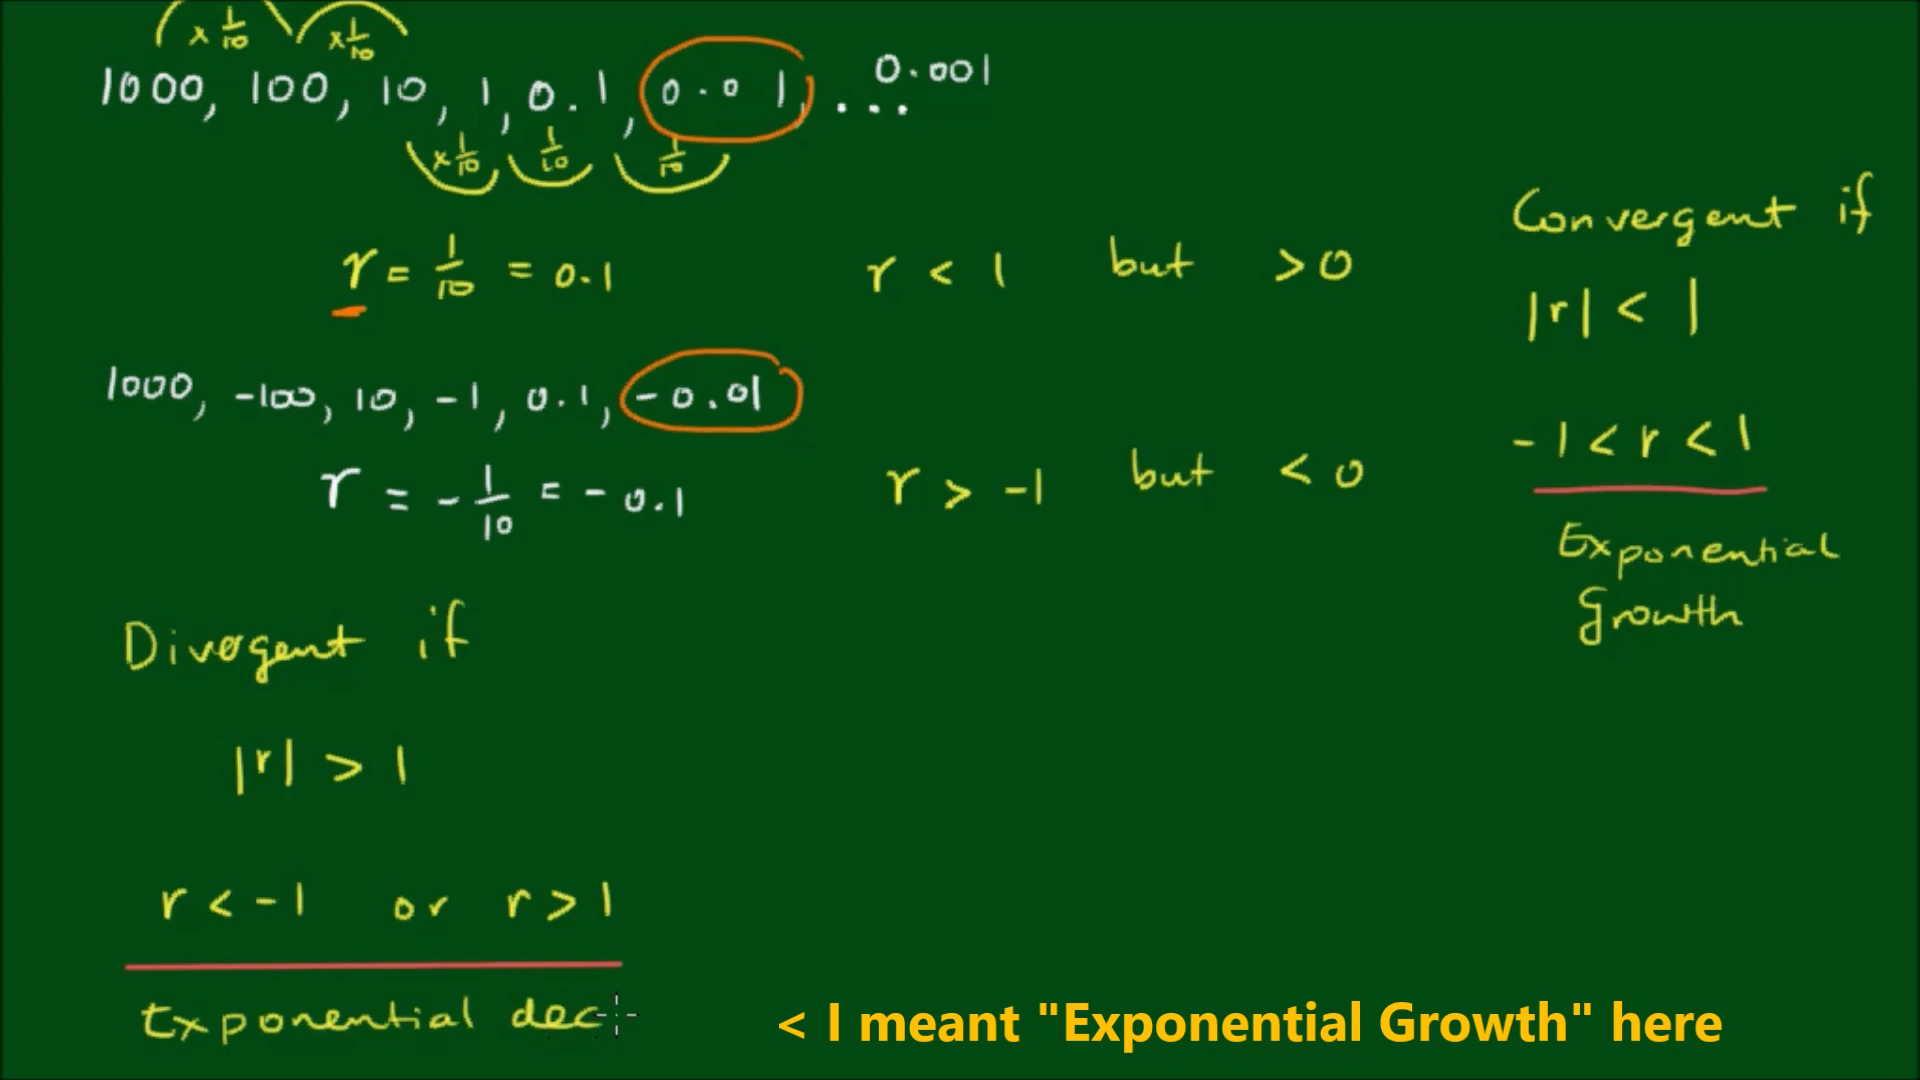 × 1/10 × 1/10
1000, 100, 10, 1, 0.1, 0.01, ... 0.001
× 1/10 1/10 1/10
r = 1/10 = 0.1 r < 1 but > 0
1000, -100, 10, -1, 0.1, -0.01
r = - 1/10 = - 0.1 r > -1 but < 0
Convergent if
|r| < 1
-1 < r < 1
Exponential
Growth
Divergent if
|r| > 1
r < -1 or r > 1
Exponential dec
< I meant "Exponential Growth" here